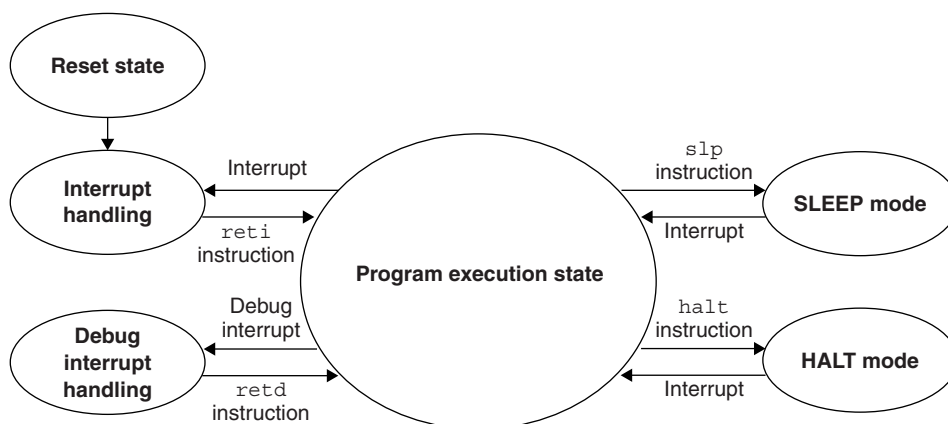 Reset state
Interrupt
handling
Interrupt
reti
instruction
Debug
interrupt
handling
Debug
interrupt
retd
instruction
Program execution state
slp
instruction
Interrupt
SLEEP mode
halt
instruction
Interrupt
HALT mode